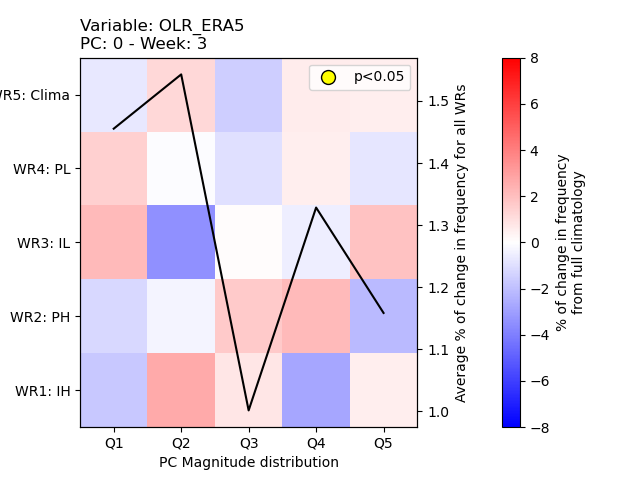 Variable: OLR_ERA5
PC: 0 - Week: 3
p<0.05
WR5: Clima
WR4: PL
WR3: IL
WR2: PH
WR1: IH
Q1 Q2 Q3 Q4 Q5
PC Magnitude distribution
1.5
1.4
1.3
1.2
1.1
1.0
Average % of change in frequency for all WRs
8
6
4
2
0
−2
−4
−6
−8
% of change in frequency
from full climatology